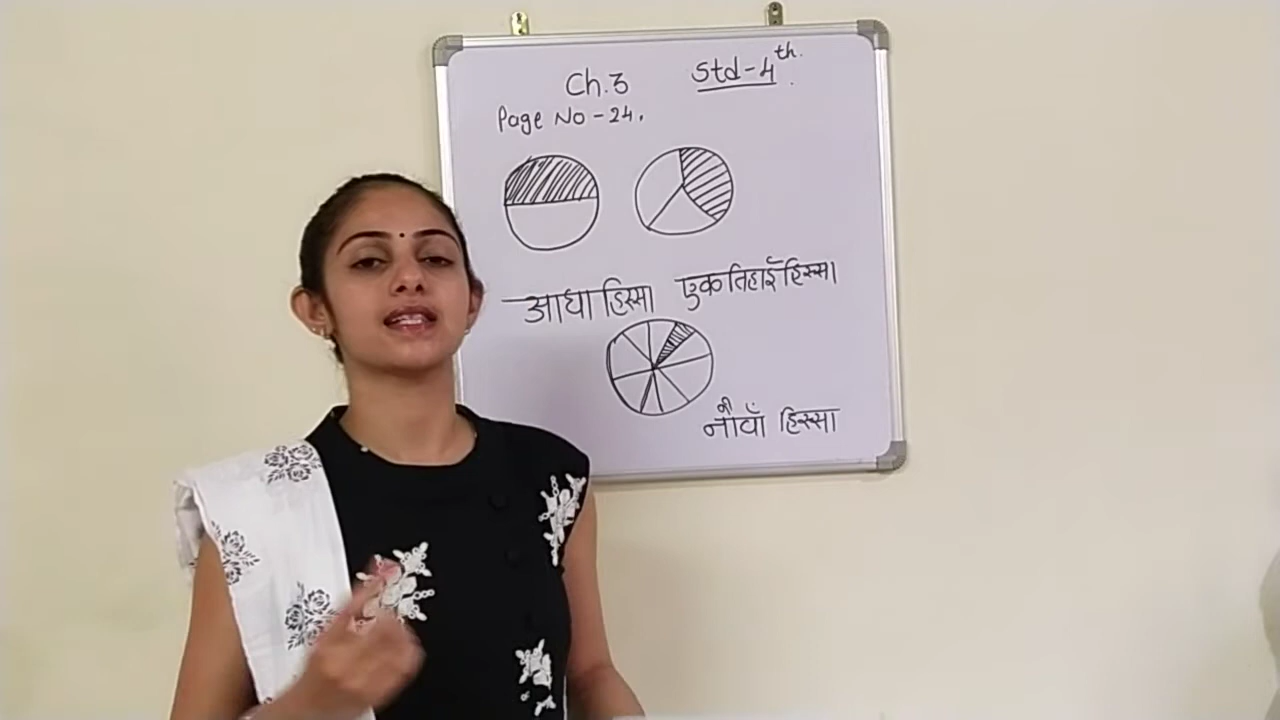 Ch.3 Std-4th.
Page No-24.
आधा हिस्सा एक तिहाई हिस्सा
नौवाँ हिस्सा